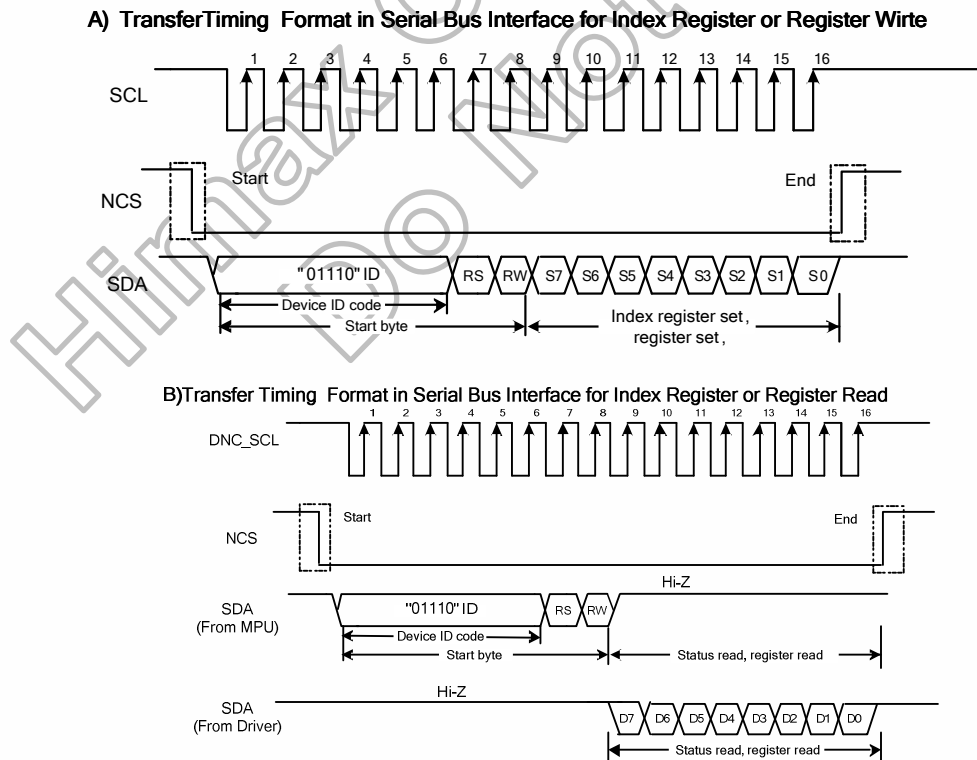 A) TransferTiming Format in Serial Bus Interface for Index Register or Register Wirte
1 2 3 4 5 6 7 8 9 10 11 12 13 14 15 16
SCL
Start
End
NCS
SDA
"01110" ID
RS RW S7 S6 S5 S4 S3 S2 S1 S0
Device ID code
Start byte
Index register set ,
register set ,
B)Transfer Timing Format in Serial Bus Interface for Index Register or Register Read
1 2 3 4 5 6 7 8 9 10 11 12 13 14 15 16
DNC_SCL
Start
End
NCS
Hi-Z
SDA
(From MPU)
"01110" ID
RS RW
Device ID code
Start byte
Status read, register read
Hi-Z
SDA
(From Driver)
D7 D6 D5 D4 D3 D2 D1 D0
Status read, register read
Himax
Do Not